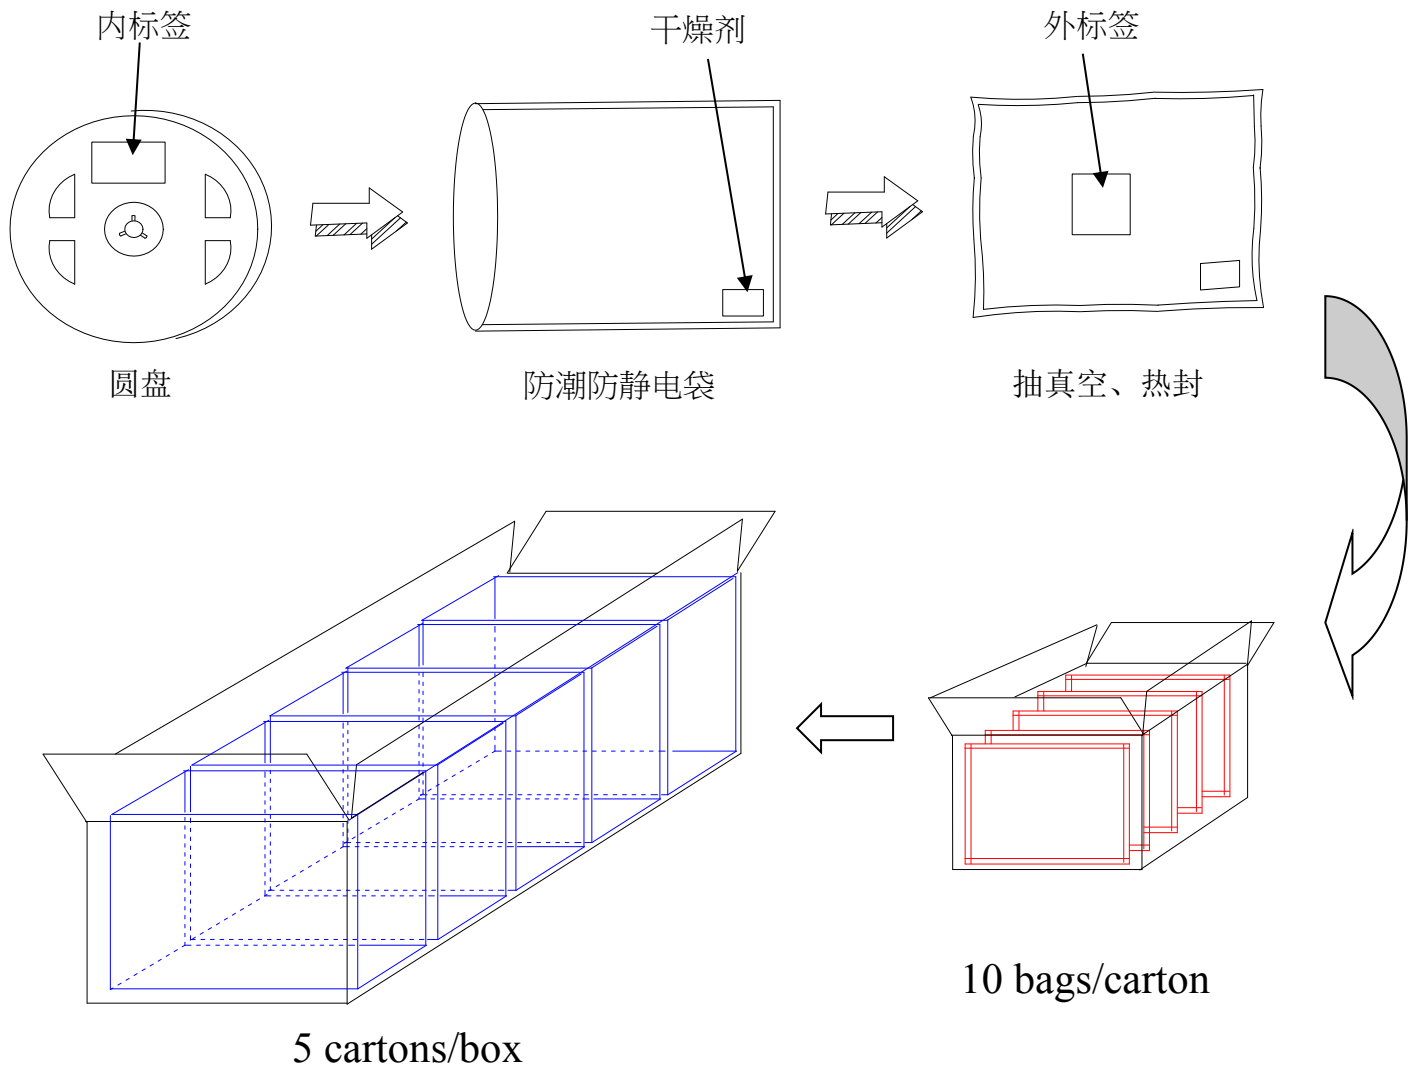 内标签
干燥剂
外标签
圆盘
防潮防静电袋
抽真空、热封
10 bags/carton
5 cartons/box